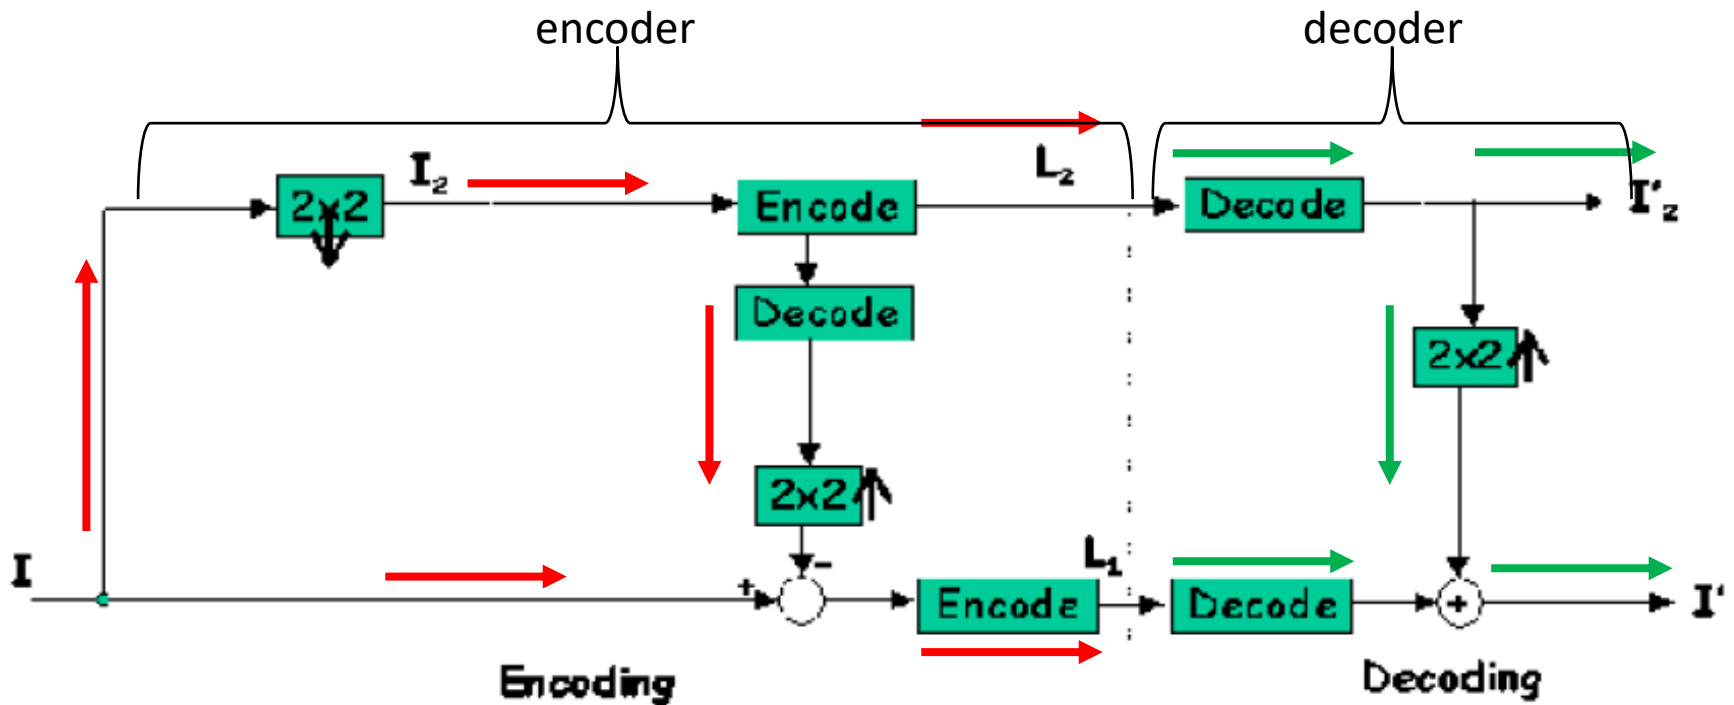 encoder
decoder
I₂
L₂
2x2
Encode
Decode
I'₂
Decode
2x2
2x2
I
+
-
L₁
Encode
Decode
+
I'
Encoding
Decoding